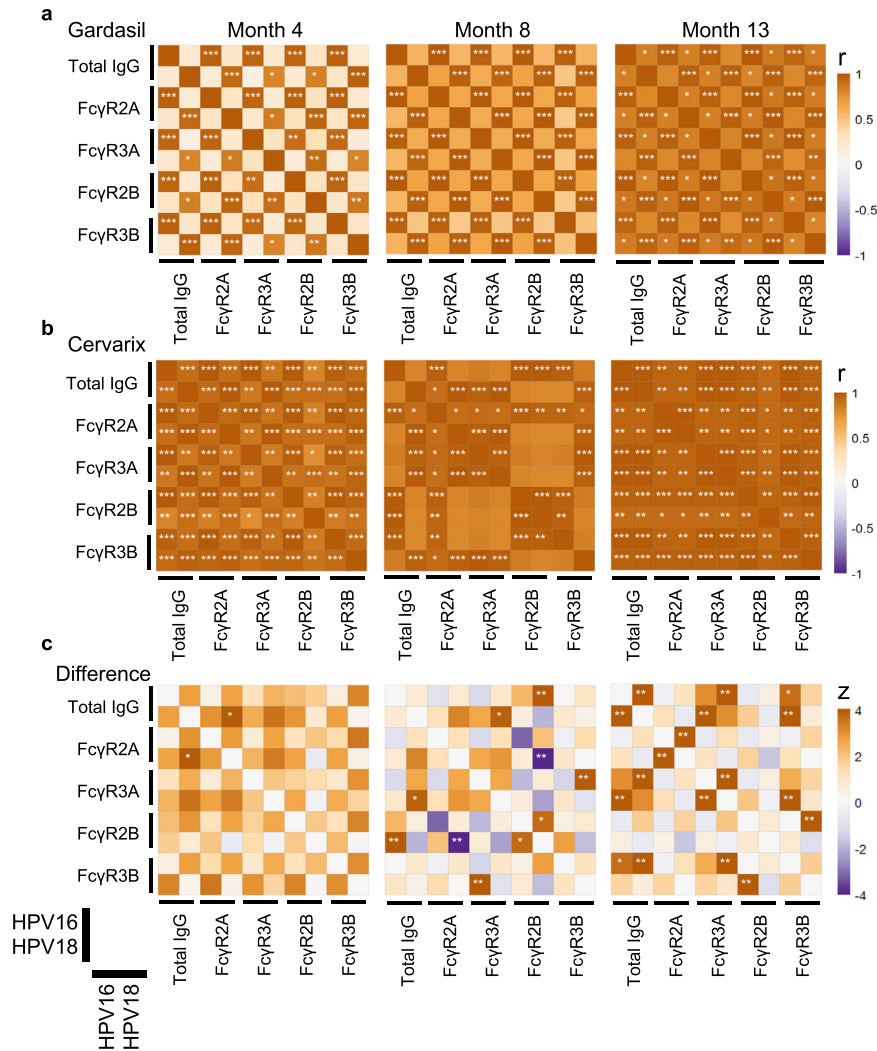 a
Gardasil
Month 4
Month 8
Month 13
r
Total IgG
FcγR2A
FcγR3A
FcγR2B
FcγR3B
1
0.5
0
-0.5
-1
Total IgG
FcγR2A
FcγR3A
FcγR2B
FcγR3B
Total IgG
FcγR2A
FcγR3A
FcγR2B
FcγR3B
Total IgG
FcγR2A
FcγR3A
FcγR2B
FcγR3B
b
Cervarix
r
Total IgG
FcγR2A
FcγR3A
FcγR2B
FcγR3B
1
0.5
0
-0.5
-1
Total IgG
FcγR2A
FcγR3A
FcγR2B
FcγR3B
Total IgG
FcγR2A
FcγR3A
FcγR2B
FcγR3B
Total IgG
FcγR2A
FcγR3A
FcγR2B
FcγR3B
c
Difference
z
Total IgG
FcγR2A
FcγR3A
FcγR2B
FcγR3B
4
2
0
-2
-4
Total IgG
FcγR2A
FcγR3A
FcγR2B
FcγR3B
Total IgG
FcγR2A
FcγR3A
FcγR2B
FcγR3B
Total IgG
FcγR2A
FcγR3A
FcγR2B
FcγR3B
HPV16
HPV18
HPV16
HPV18